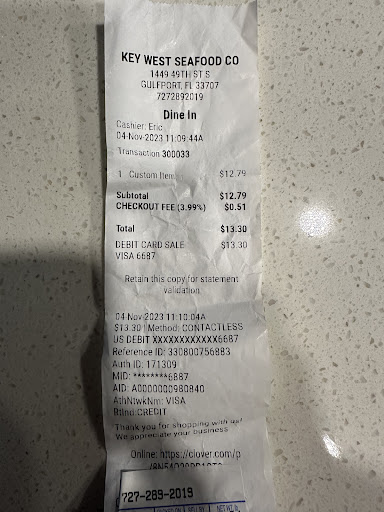 KEY WEST SEAFOOD CO
1449 49TH ST S
GULFPORT, FL 33707
7272892019
Dine In
Cashier: Eric
04-Nov-2023 11:09:44A
Transaction 300033
1 Custom Item $12.79
Subtotal $12.79
CHECKOUT FEE (3.99%) $0.51
Total $13.30
DEBIT CARD SALE $13.30
VISA 6687
Retain this copy for statement
validation
04 Nov 2023 11:10:04A
$13.30 | Method: CONTACTLESS
US DEBIT XXXXXXXXXXXX6687
Reference ID: 330800756883
Auth ID: 171309
MID: ********6887
AID: A0000000980840
AthNtwkNm: VISA
RtInd:CREDIT
Thank you for shopping with us!
We appreciate your business
Online: https://clover.com/p
727-289-2019